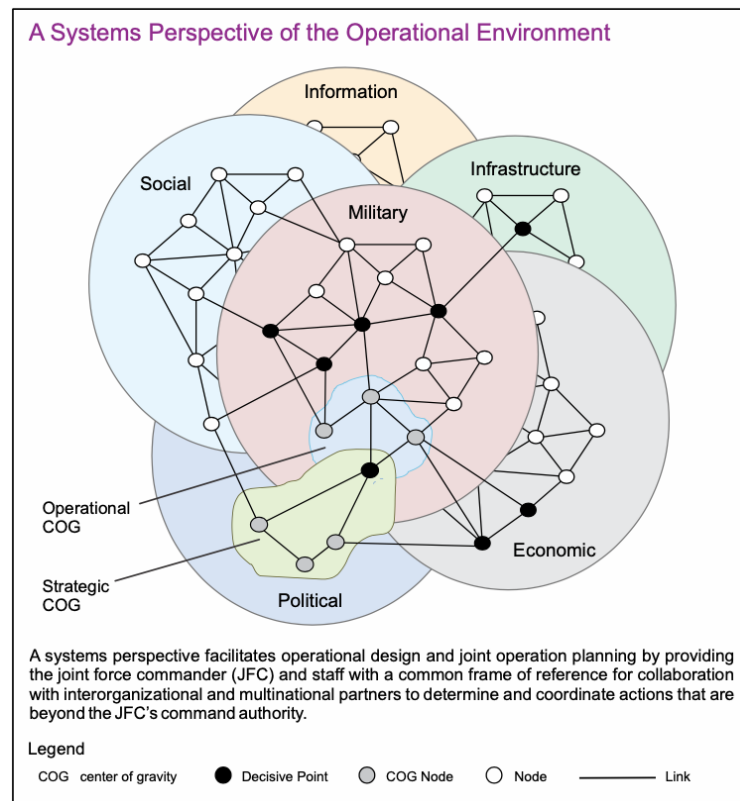 A Systems Perspective of the Operational Environment
Information
Infrastructure
Social
Military
Operational
COG
Strategic
COG
Economic
Political
A systems perspective facilitates operational design and joint operation planning by providing
the joint force commander (JFC) and staff with a common frame of reference for collaboration
with interorganizational and multinational partners to determine and coordinate actions that are
beyond the JFC's command authority.
Legend
COG center of gravity Decisive Point COG Node Node Link